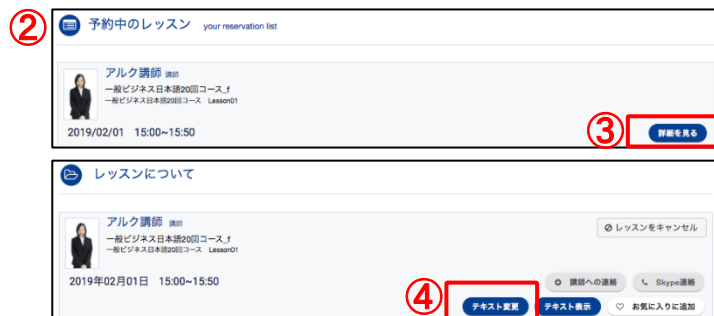 ②
予約中のレッスン your reservation list
アルク講師 講師
一般ビジネス日本語20回コース_f
一般ビジネス日本語20回コース Lesson01
2019/02/01 15:00~15:50
③
詳細を見る
レッスンについて
アルク講師 講師
レッスンをキャンセル
一般ビジネス日本語20回コース_f
一般ビジネス日本語20回コース Lesson01
2019年02月01日 15:00~15:50
講師への連絡 Skype連絡
④
テキスト変更 テキスト表示 お気に入りに追加